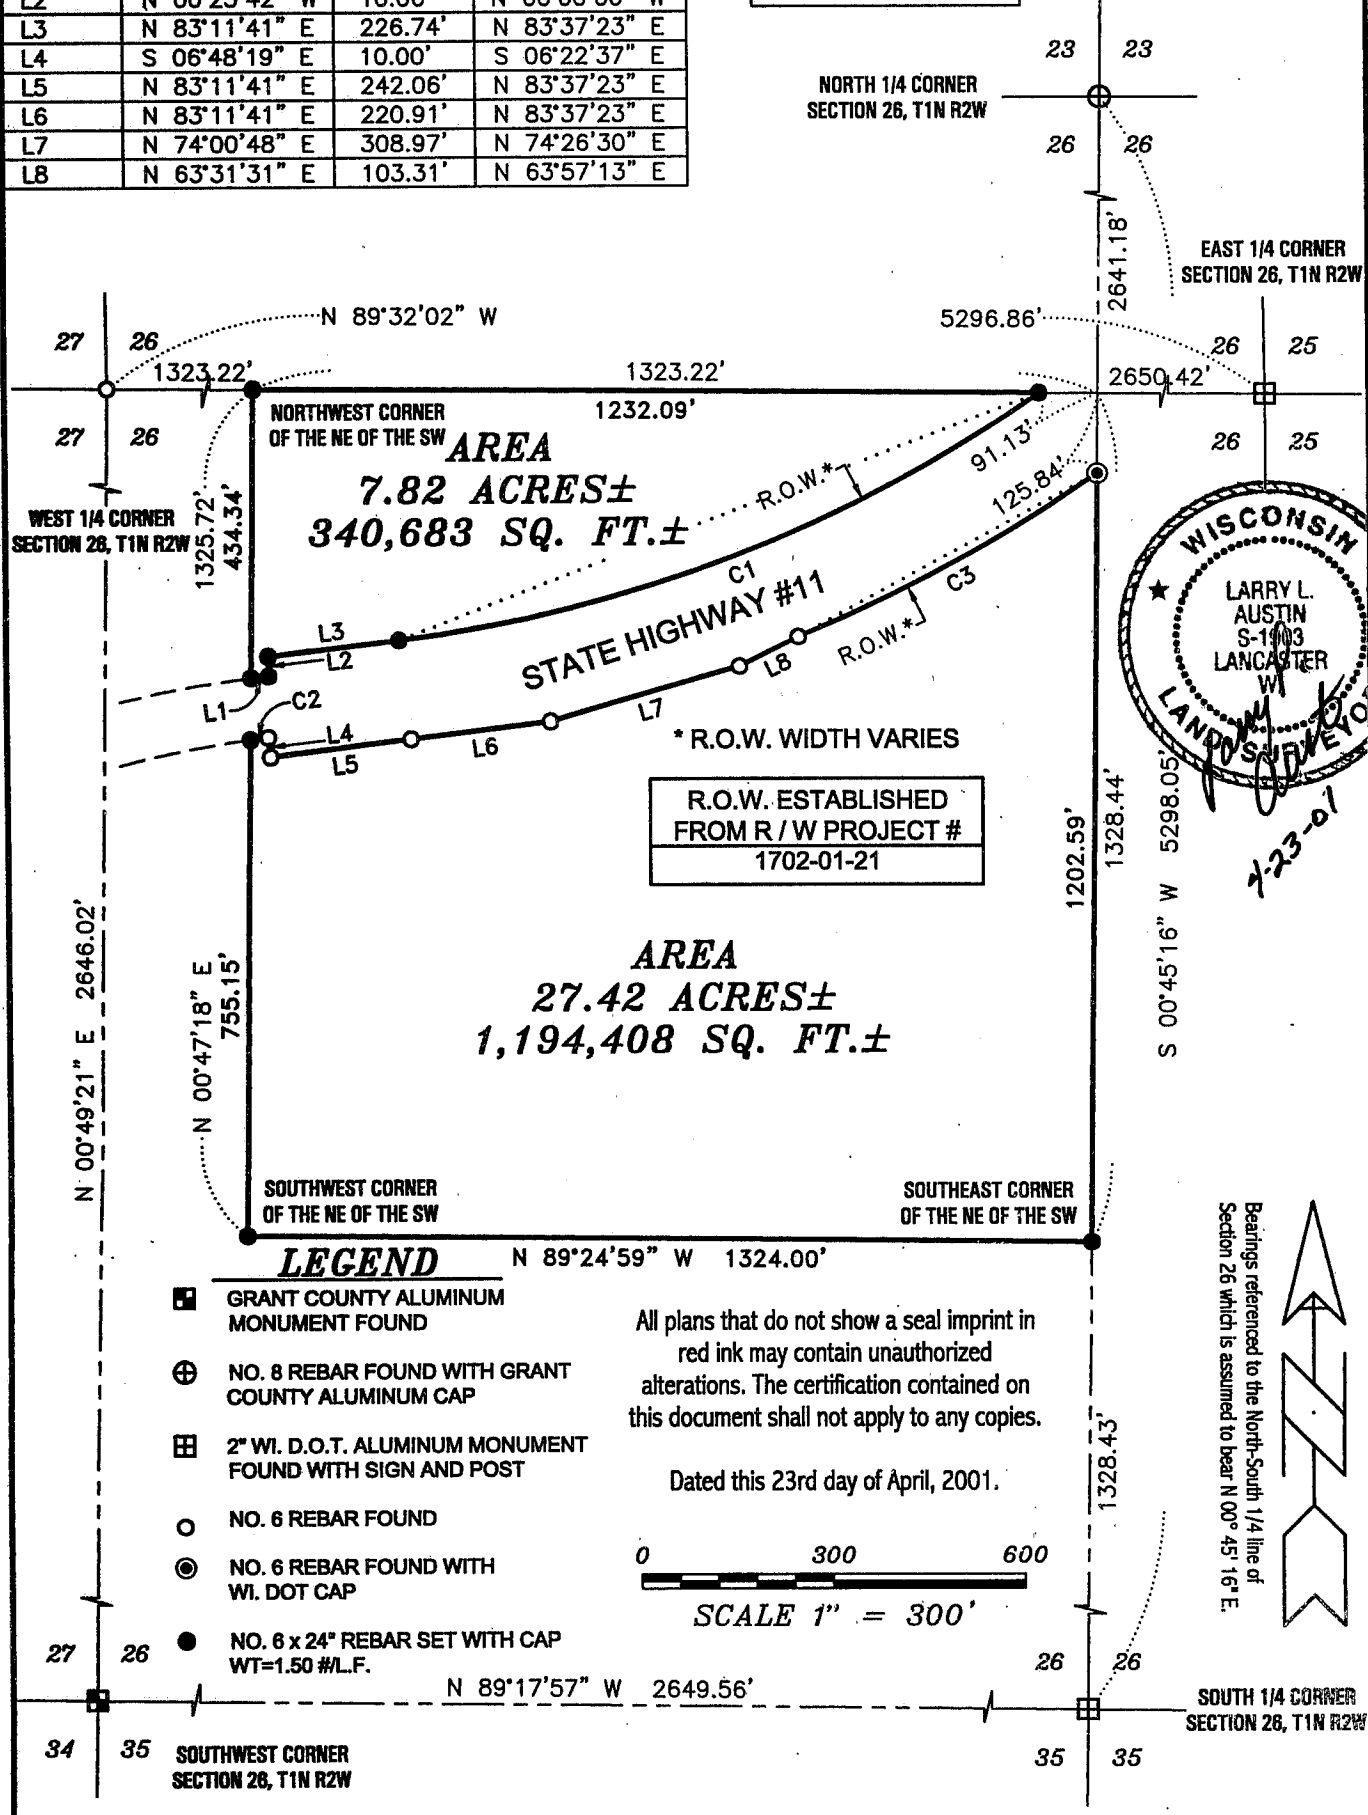 L3 N 83°11'41" E 226.74' N 83°37'23" E
L4 S 06°48'19" E 10.00' S 06°22'37" E
L5 N 83°11'41" E 242.06' N 83°37'23" E
L6 N 83°11'41" E 220.91' N 83°37'23" E
L7 N 74°00'48" E 308.97' N 74°26'30" E
L8 N 63°31'31" E 103.31' N 63°57'13" E
23 23
NORTH 1/4 CORNER
SECTION 26, T1N R2W
26 26
2641.18'
EAST 1/4 CORNER
SECTION 26, T1N R2W
N 89°32'02" W
5296.86'
27 26
26 25
1323.22'
1323.22'
2650.42'
1232.09'
NORTHWEST CORNER
OF THE NE OF THE SW
27 26
26 25
AREA
7.82 ACRES±
340,683 SQ. FT.±
91.13'
125.84'
R.O.W.*
WEST 1/4 CORNER
SECTION 26, T1N R2W
1325.72'
434.34'
C1
C3
STATE HIGHWAY #11
R.O.W.*
L3
L2
L1
C2
L4
L5
L6
L7
L8
WISCONSIN
LARRY L.
AUSTIN
S-1903
LANCASTER
WI
LAND SURVEYOR
4-23-01
* R.O.W. WIDTH VARIES
R.O.W. ESTABLISHED
FROM R / W PROJECT #
1702-01-21
1202.59'
1328.44'
S 00°45'16" W 5298.05'
N 00°49'21" E 2646.02'
N 00°47'18" E
755.15'
AREA
27.42 ACRES±
1,194,408 SQ. FT.±
SOUTHWEST CORNER
OF THE NE OF THE SW
SOUTHEAST CORNER
OF THE NE OF THE SW
N 89°24'59" W 1324.00'
LEGEND
GRANT COUNTY ALUMINUM
MONUMENT FOUND
NO. 8 REBAR FOUND WITH GRANT
COUNTY ALUMINUM CAP
2" WI. D.O.T. ALUMINUM MONUMENT
FOUND WITH SIGN AND POST
NO. 6 REBAR FOUND
NO. 6 REBAR FOUND WITH
WI. DOT CAP
NO. 6 x 24" REBAR SET WITH CAP
WT=1.50 #/L.F.
All plans that do not show a seal imprint in
red ink may contain unauthorized
alterations. The certification contained on
this document shall not apply to any copies.
Dated this 23rd day of April, 2001.
0 300 600
SCALE 1" = 300'
1328.43'
Bearings referenced to the North-South 1/4 line of
Section 26 which is assumed to bear N 00° 45' 16" E.
27 26
26 26
N 89°17'57" W 2649.56'
SOUTH 1/4 CORNER
SECTION 26, T1N R2W
34 35
35 35
SOUTHWEST CORNER
SECTION 26, T1N R2W